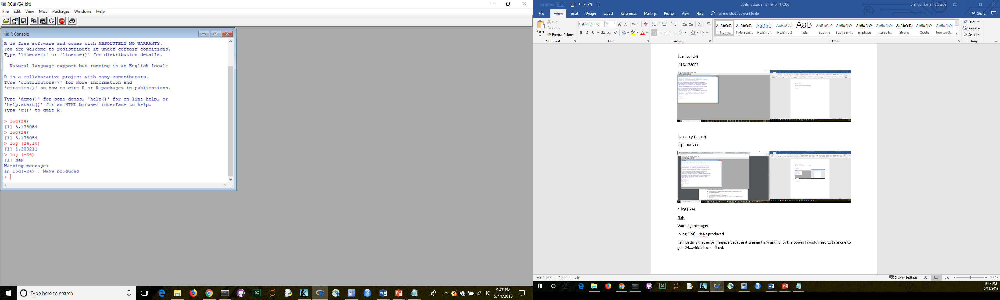 RGui (64-bit)
File Edit View Misc Packages Windows Help
STOP
R Console
R is free software and comes with ABSOLUTELY NO WARRANTY.
You are welcome to redistribute it under certain conditions.
Type 'license()' or 'licence()' for distribution details.
Natural language support but running in an English locale
R is a collaborative project with many contributors.
Type 'contributors()' for more information and
'citation()' on how to cite R or R packages in publications.
Type 'demo()' for some demos, 'help()' for on-line help, or
'help.start()' for an HTML browser interface to help.
Type 'q()' to quit R.
> log(24)
[1] 3.178054
> log(24)
[1] 3.178054
> log (24,10)
[1] 1.380211
> log (-24)
[1] NaN
Warning message:
In log(-24) : NaNs produced
>
Type here to search
9:47 PM
5/11/2018
AutoSave Off
bdelahoussaye_homework1_6306
Brandon de la Houssaye
File Home Insert Design Layout References Mailings Review View Help Tell me what you want to do Share
Paste
Cut
Copy
Format Painter
Clipboard
Calibri (Body) 11
Font
Paragraph
AaBbCcDc AaBbCcDc AaBbCc AaBbCcE AaB AaBbCcD AaBbCcDt AaBbCcDt AaBbCcDt AaBbCcDc AaBbCcDt AaBbCcDt
¶ Normal ¶ No Spac... Heading 1 Heading 2 Title Subtitle Subtle Em... Emphasis Intense E... Strong Quote Intense Q...
Styles
Find
Replace
Select
Editing
! . a. log (24)
[1] 3.178054
b. 1. Log (24,10)
[1] 1.380211
c. log (-24)
NaN
Warning message:
In log (-24) : NaNs produced
I am getting that error message because it is essentially asking for the power I would need to take one to
get -24...which is undefined.
Page 1 of 2 62 words
Display Settings
100%
9:47 PM
5/11/2018